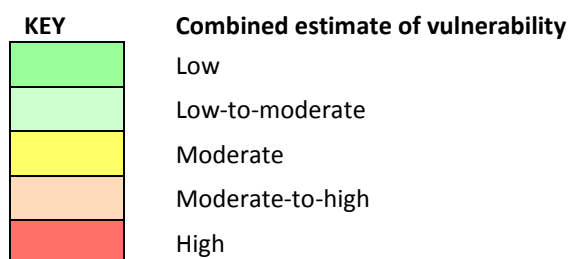 KEY Combined estimate of vulnerability
Low
Low-to-moderate
Moderate
Moderate-to-high
High